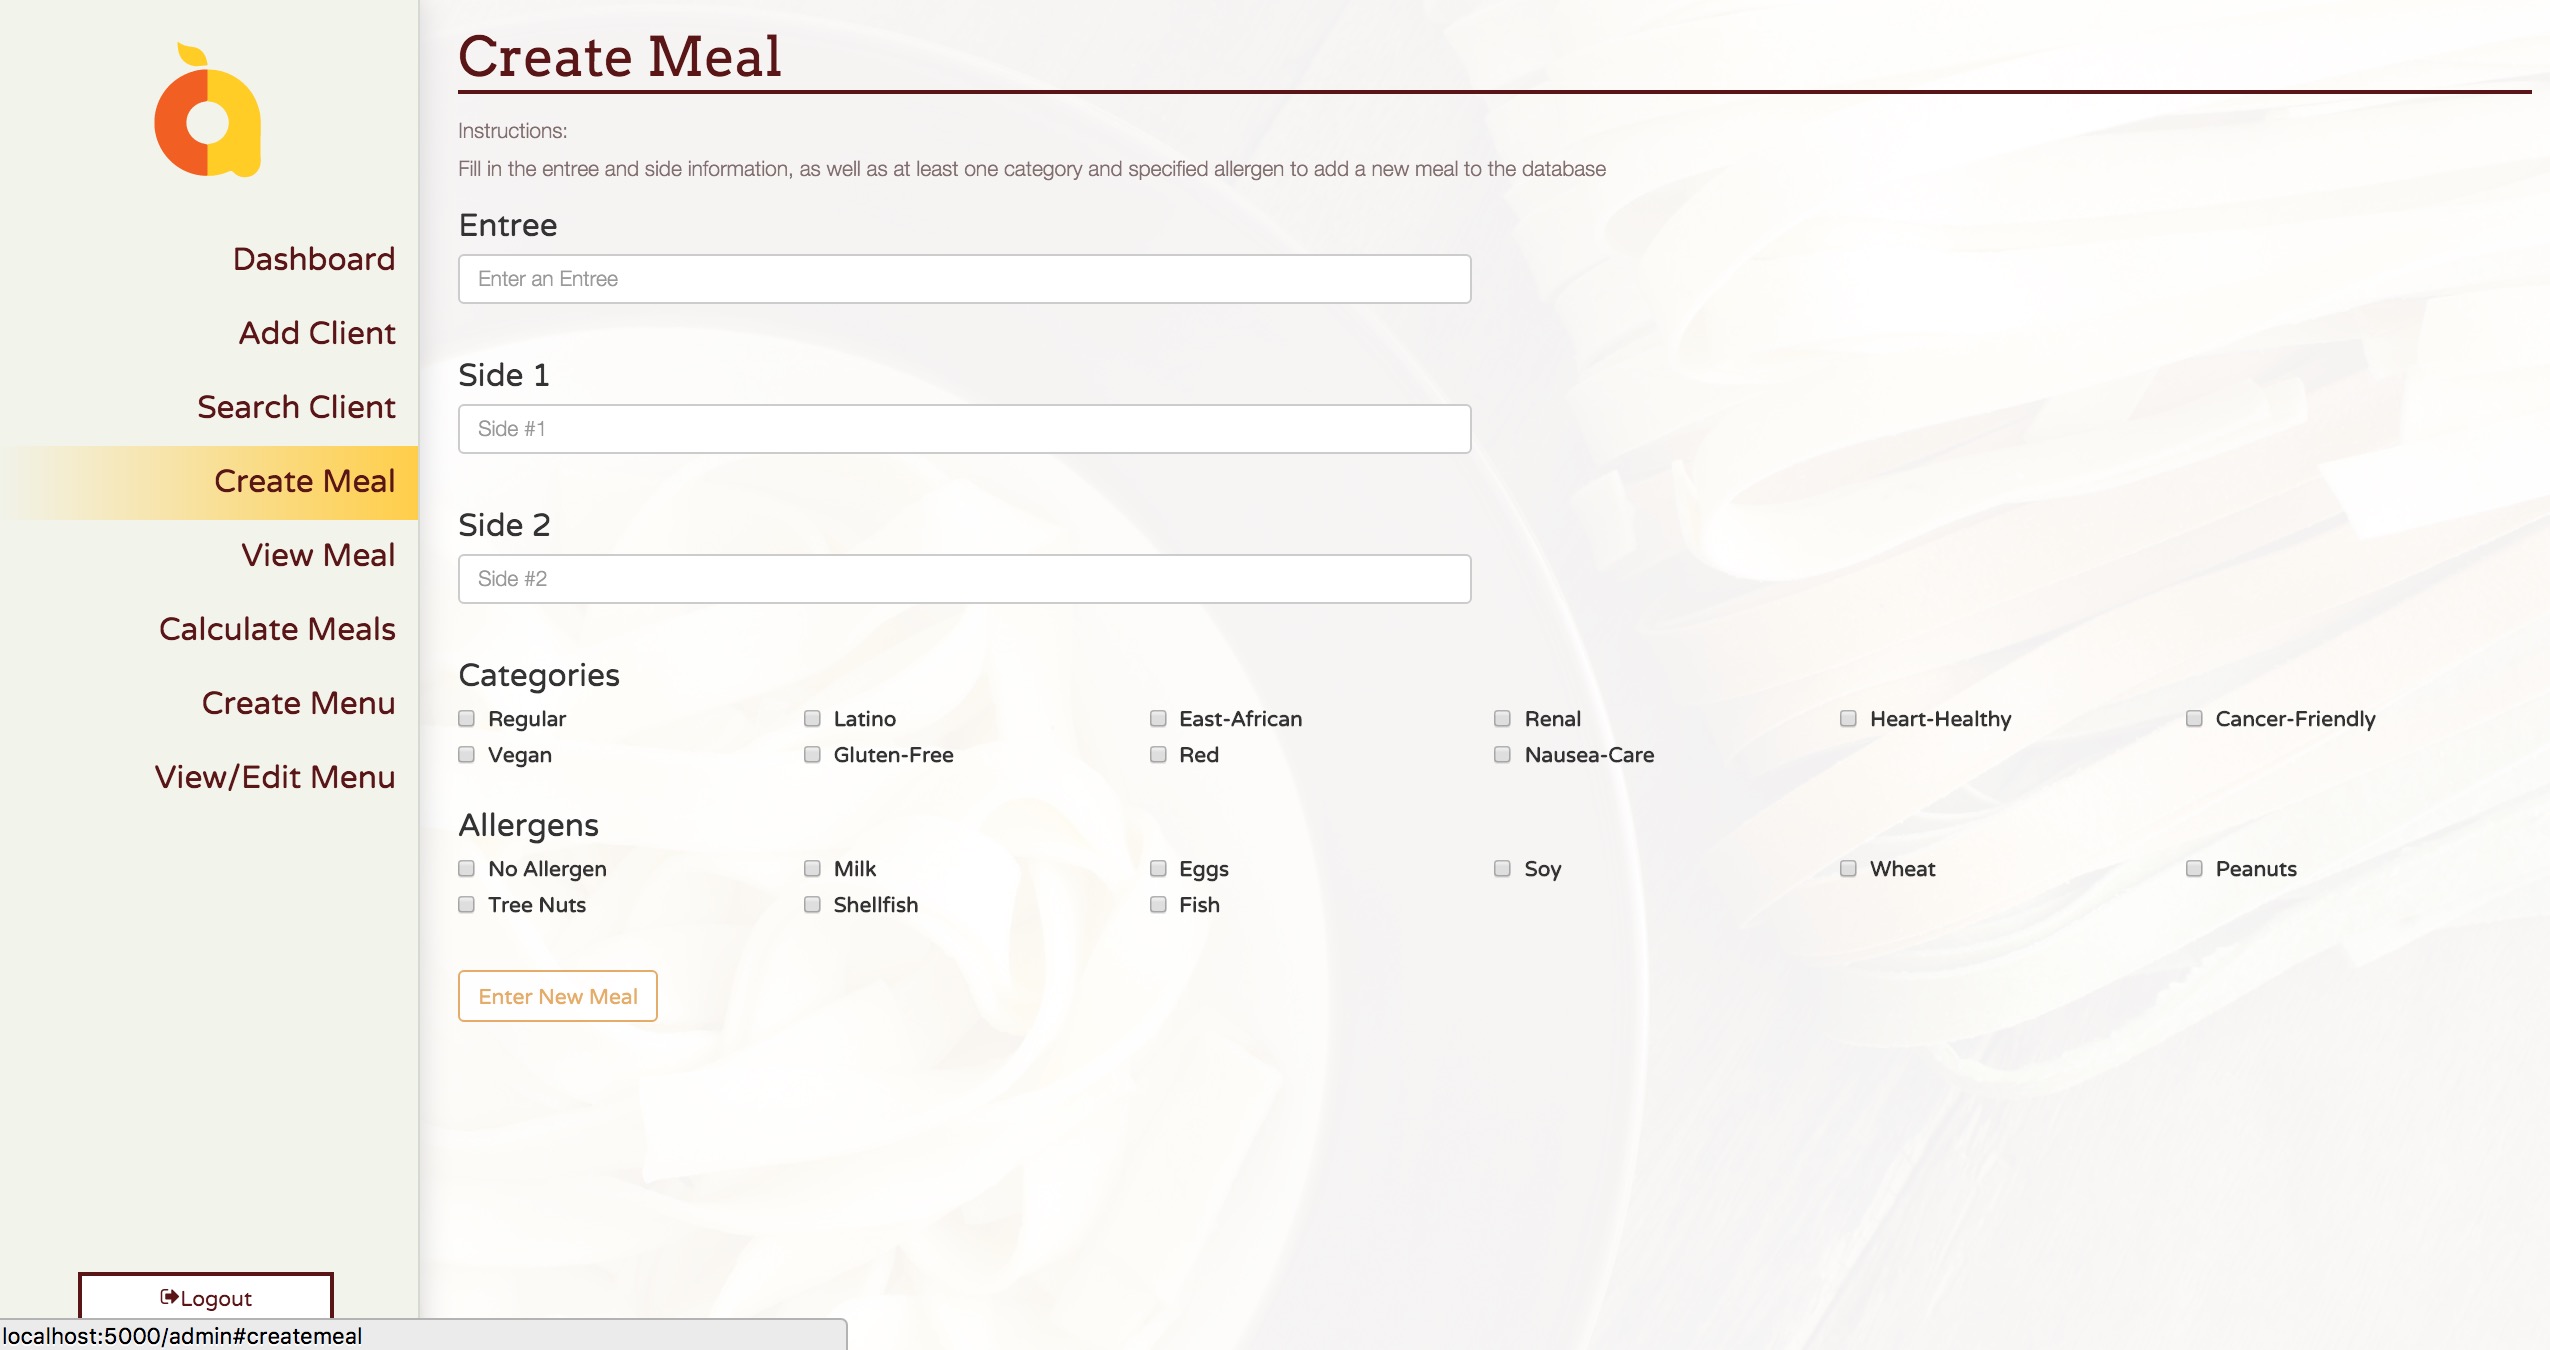 Create Meal
Instructions:
Fill in the entree and side information, as well as at least one category and specified allergen to add a new meal to the database
Entree
Enter an Entree
Side 1
Side #1
Side 2
Side #2
Categories
Regular Latino East-African Renal Heart-Healthy Cancer-Friendly
Vegan Gluten-Free Red Nausea-Care
Allergens
No Allergen Milk Eggs Soy Wheat Peanuts
Tree Nuts Shellfish Fish
Enter New Meal
Dashboard
Add Client
Search Client
Create Meal
View Meal
Calculate Meals
Create Menu
View/Edit Menu
Logout
localhost:5000/admin#createmeal